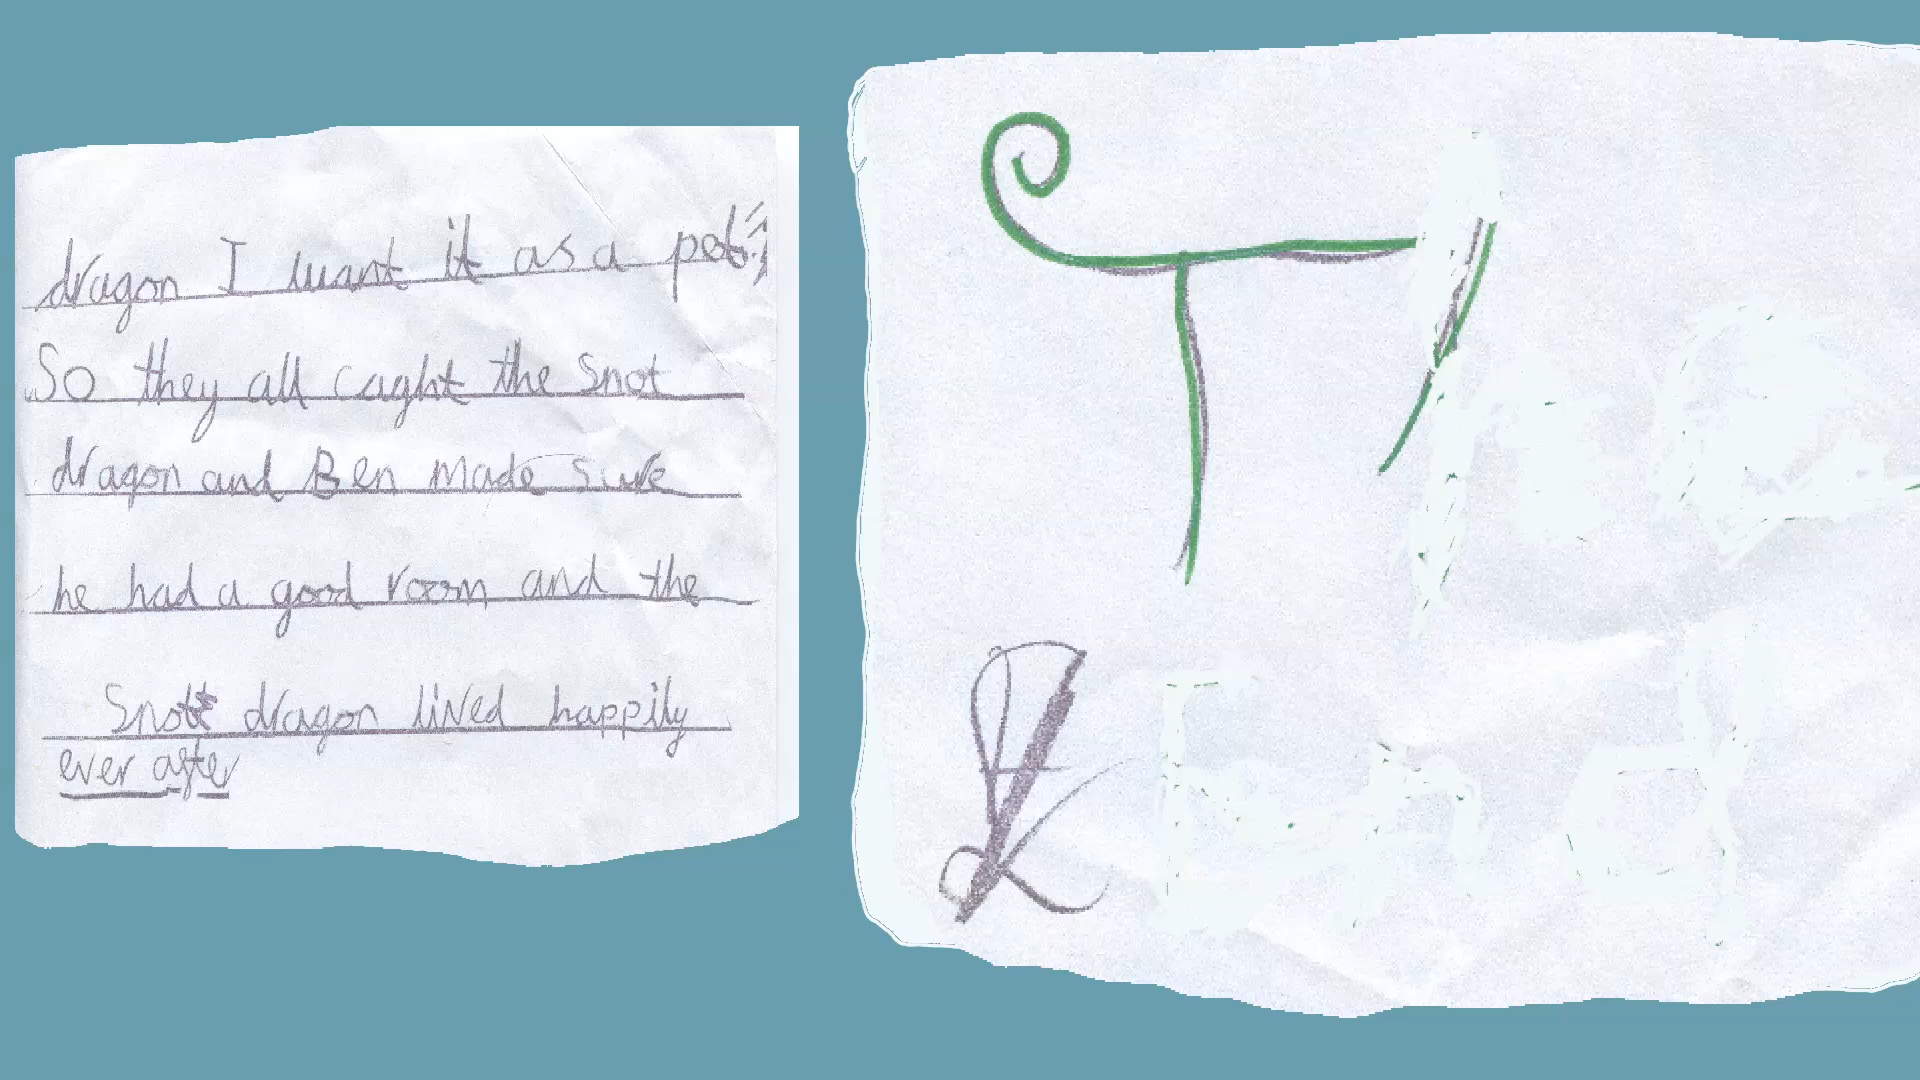 dragon I want it as a pet"
So they all caght the snot
dragon and Ben made sure
he had a good room and the
Snot dragon lived happily
ever after
T